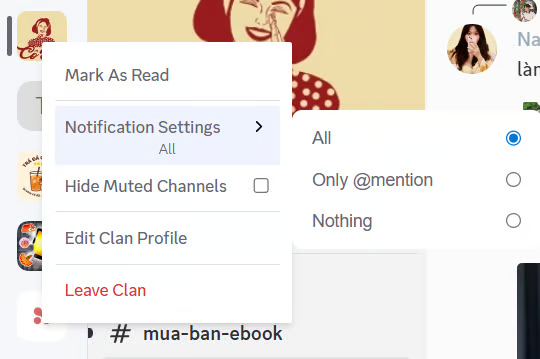 Mark As Read
Notification Settings
All
Hide Muted Channels
Edit Clan Profile
Leave Clan
All
Only @mention
Nothing
# mua-ban-ebook
Na
làn
T